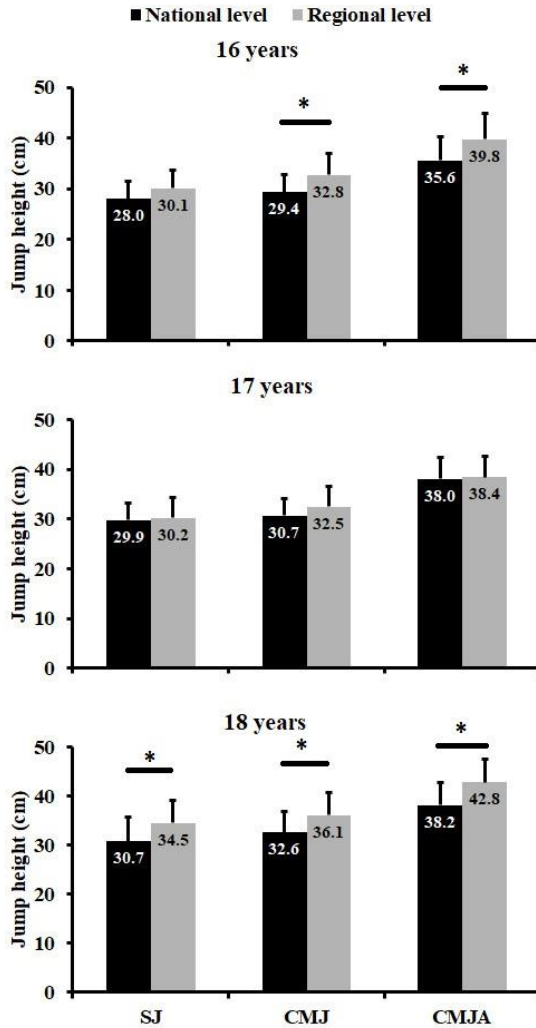 National level Regional level
16 years
Jump height (cm)
50
40
30
20
10
0
* *
28.0 30.1 29.4 32.8 35.6 39.8
17 years
Jump height (cm)
50
40
30
20
10
0
29.9 30.2 30.7 32.5 38.0 38.4
18 years
Jump height (cm)
50
40
30
20
10
0
* * *
30.7 34.5 32.6 36.1 38.2 42.8
SJ CMJ CMJA